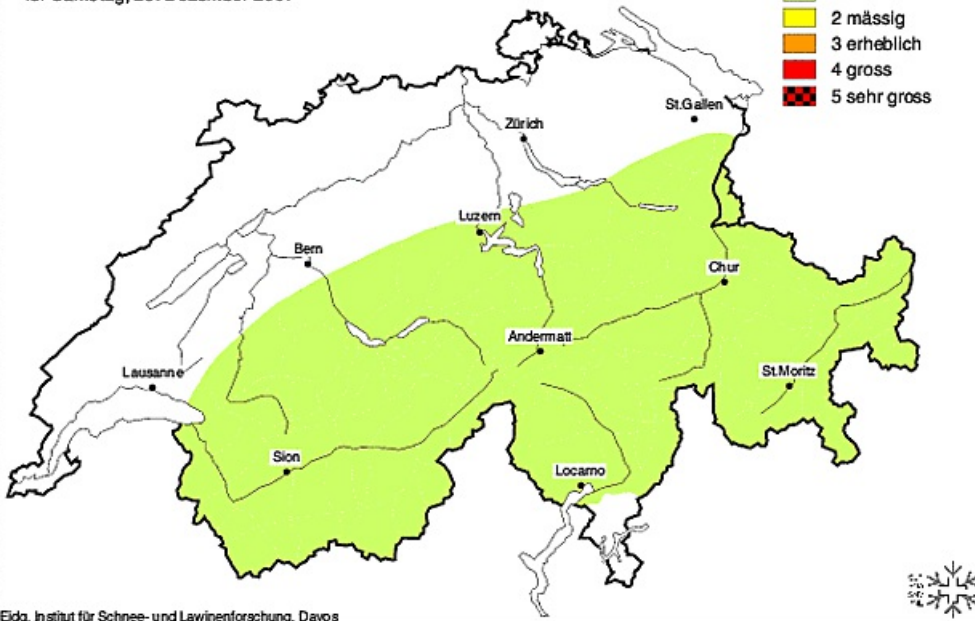 2 mässig
3 erheblich
4 gross
5 sehr gross
St.Gallen
Zürich
Luzern
Bern
Chur
Andermatt
Lausanne
St.Moritz
Sion
Locarno
Eidg. Institut für Schnee- und Lawinenforschung, Davos